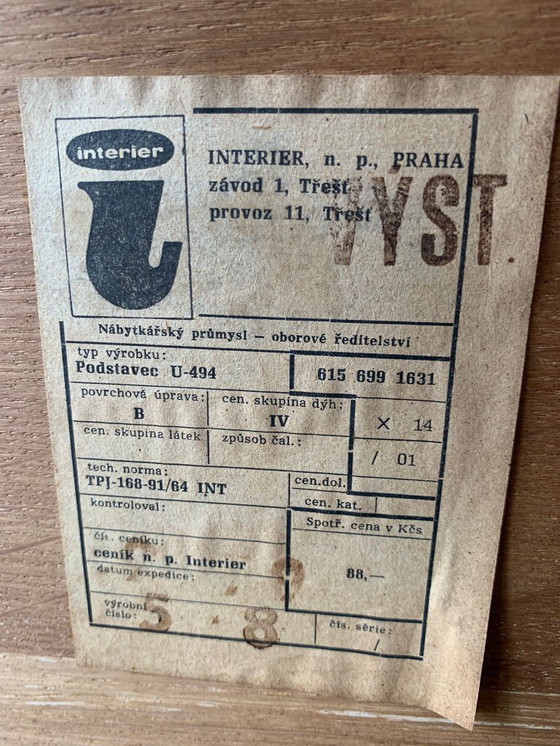 interier
INTERIER, n. p., PRAHA
závod 1, Třešť
provoz 11, Třešť
VÝST
Nábytkářský průmysl — oborové ředitelství
typ výrobku:
Podstavec U-494
615 699 1631
povrchová úprava:
B
cen. skupina dýh:
IV
× 14
cen. skupina látek
způsob čal.:
/ 01
tech. norma:
TPJ-168-91/64 INT
cen.dol.
cen. kat.
kontroloval:
Spotř. cena v Kčs
88,—
čís. ceníku:
ceník n. p. Interier
datum expedice:
výrobní
číslo:
5 8
čís. série:
/